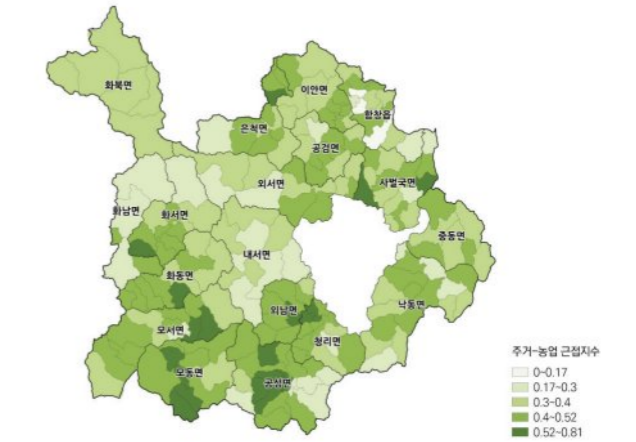 화북면
이안면
함창읍
은척면
공검면
외서면
사벌국면
화남면
화서면
중동면
내서면
화동면
낙동면
외남면
모서면
청리면
모동면
공성면
주거-농업 근접지수
0-0.17
0.17-0.3
0.3-0.4
0.4-0.52
0.52-0.81